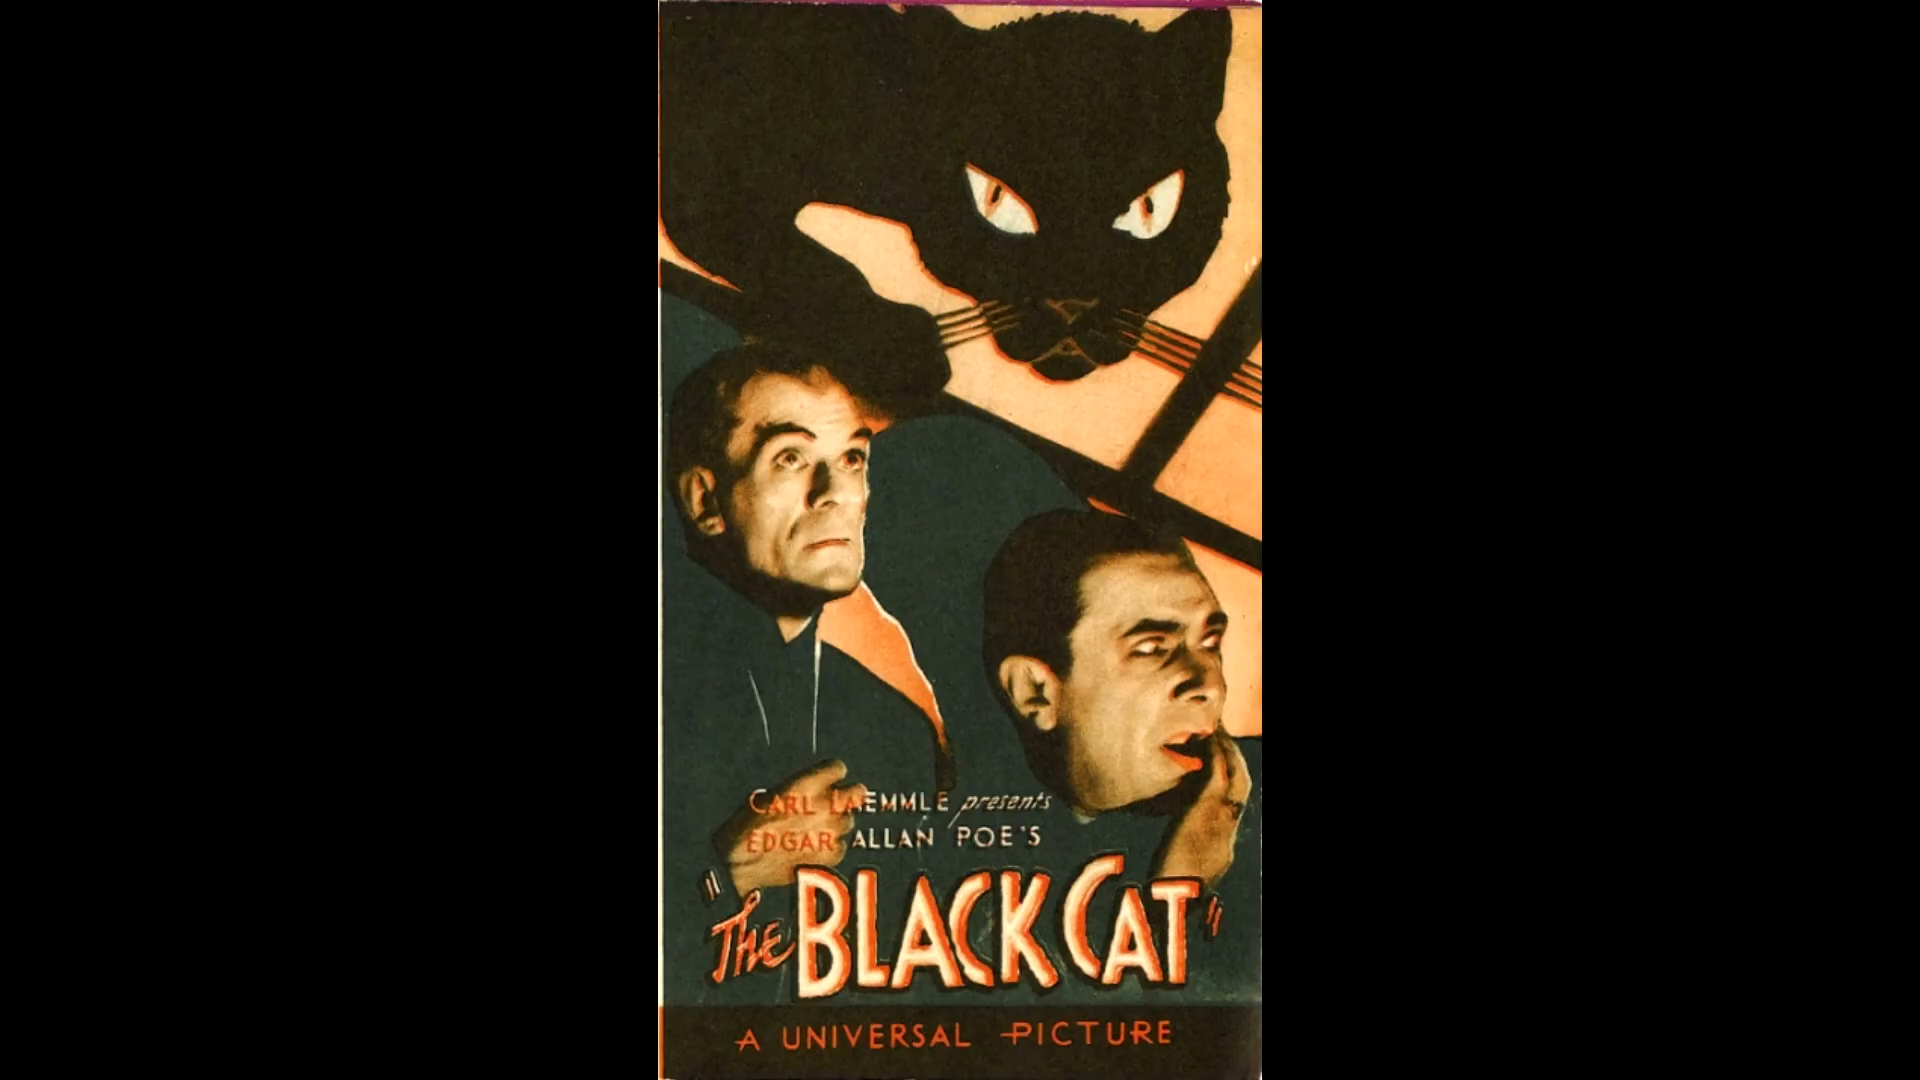 CARL LAEMMLE presents
EDGAR ALLAN POE'S
"The BLACK CAT"
A UNIVERSAL PICTURE